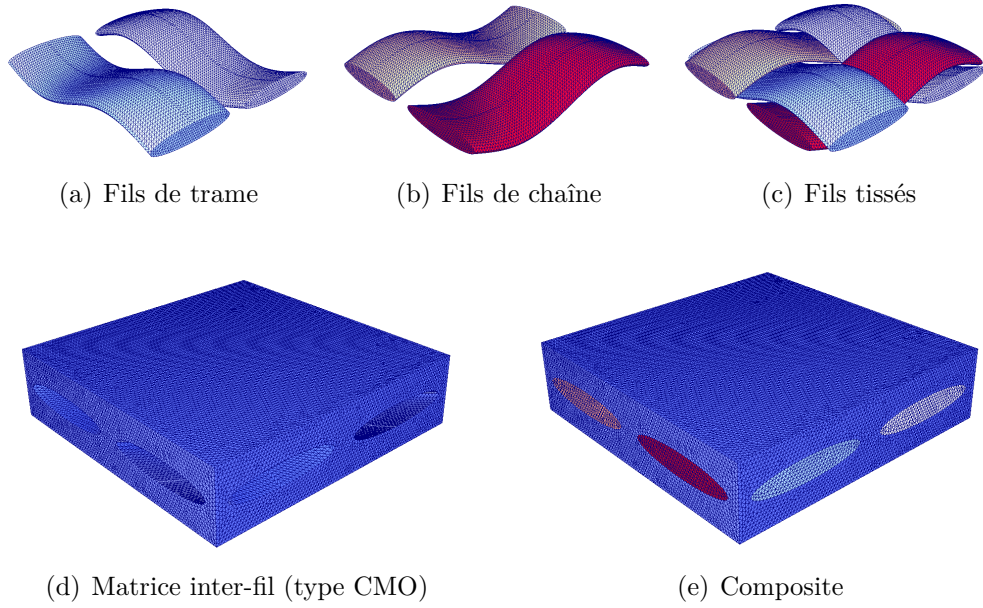 (a) Fils de trame
(b) Fils de chaîne
(c) Fils tissés
(d) Matrice inter-fil (type CMO)
(e) Composite